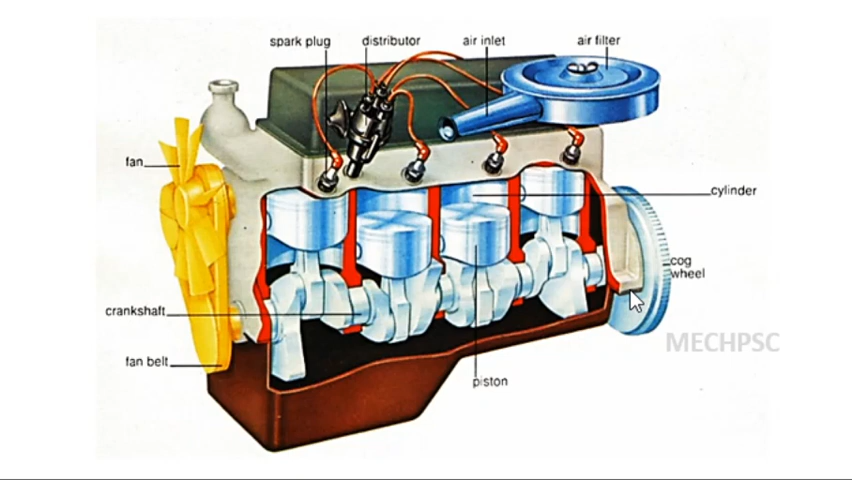 spark plug
distributor
air inlet
air filter
fan
cylinder
cog
wheel
crankshaft
MECHPSC
fan belt
piston